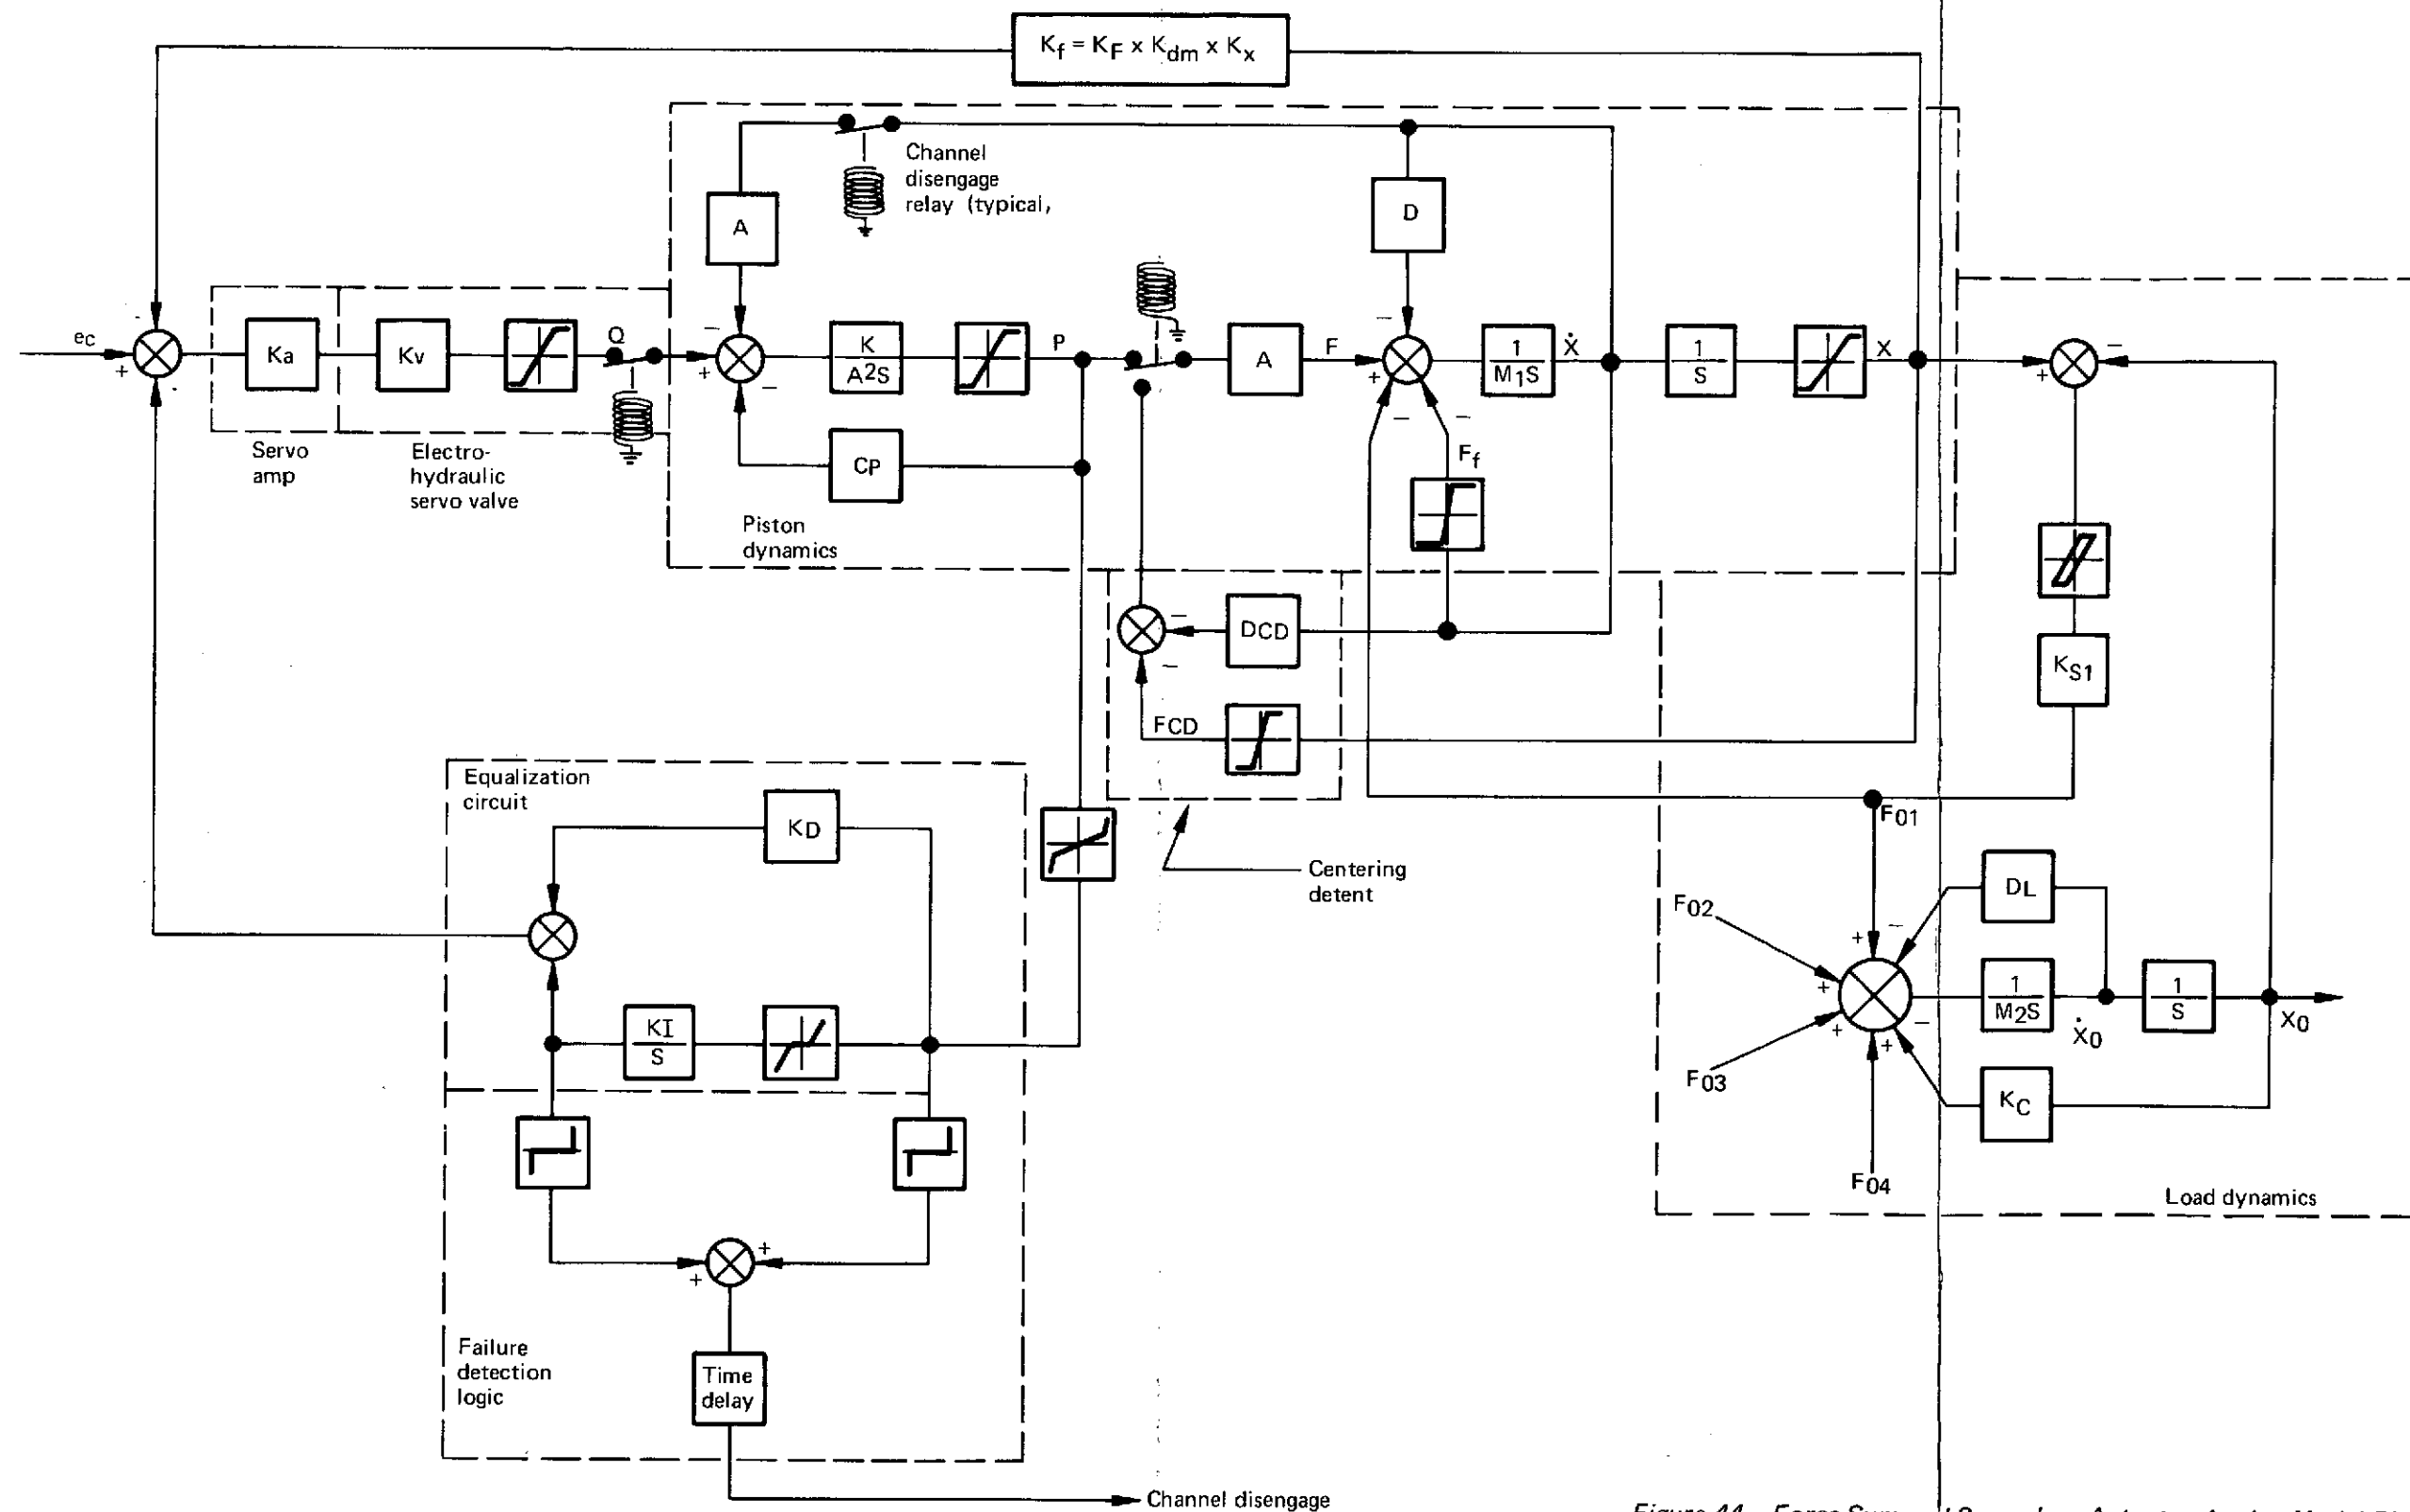 Kf = KF x Kdm x Kx
Channel
disengage
relay (typical,
A
D
ec
+
Ka
Kv
Q
−
+
−
K
A²S
P
A
F
−
+
−
−
1
M1S
Ẋ
1
S
X
−
+
Servo
amp
Electro-
hydraulic
servo valve
CP
Ff
Piston
dynamics
−
−
DCD
KS1
FCD
F01
Equalization
circuit
KD
Centering
detent
F02
DL
+
−
+
+
+
−
1
M2S
Ẋ0
1
S
X0
KI
S
F03
KC
F04
Load dynamics
+
+
Failure
detection
logic
Time
delay
Channel disengage